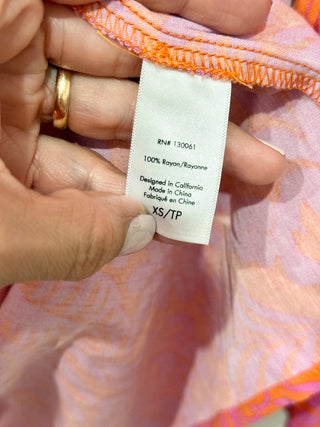 RN# 130061
100% Rayon/Rayonne
Designed in California
Made in China
Fabriqué en Chine
XS/TP